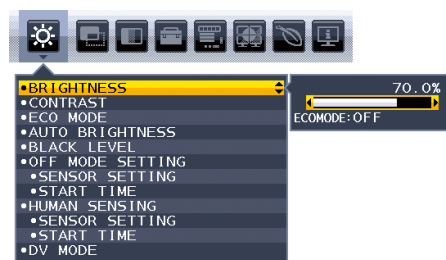 •BRIGHTNESS
70.0%
ECOMODE:OFF
•CONTRAST
•ECO MODE
•AUTO BRIGHTNESS
•BLACK LEVEL
•OFF MODE SETTING
•SENSOR SETTING
•START TIME
•HUMAN SENSING
•SENSOR SETTING
•START TIME
•DV MODE